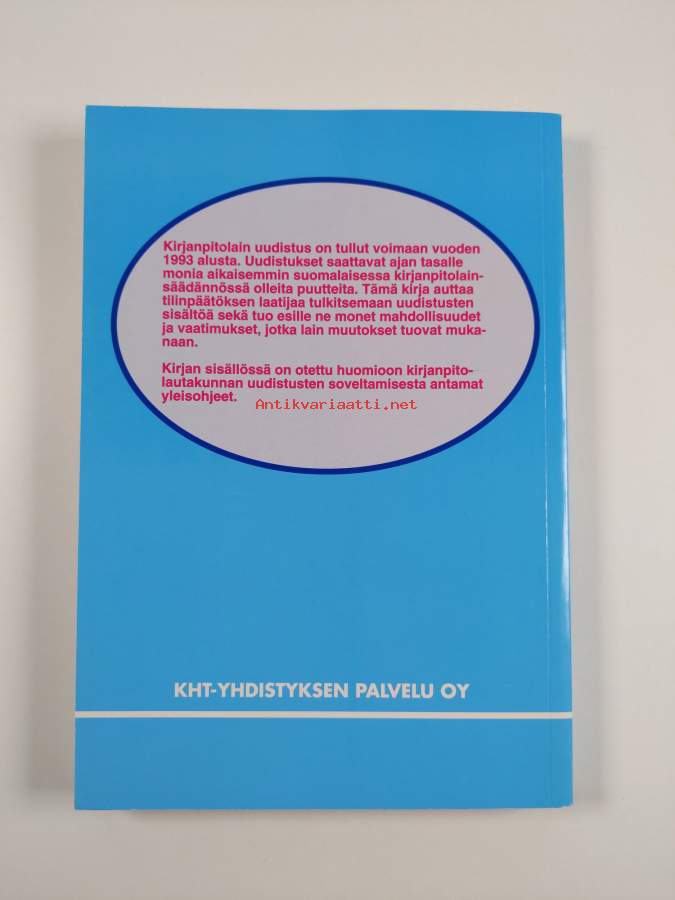 Kirjanpitolain uudistus on tullut voimaan vuoden
1993 alusta. Uudistukset saattavat ajan tasalle
monia aikaisemmin suomalaisessa kirjanpitolain-
säädännössä olleita puutteita. Tämä kirja auttaa
tilinpäätöksen laatijaa tulkitsemaan uudistusten
sisältöä sekä tuo esille ne monet mahdollisuudet
ja vaatimukset, jotka lain muutokset tuovat muka-
naan.
Kirjan sisällössä on otettu huomioon kirjanpito-
lautakunnan uudistusten soveltamisesta antamat
yleisohjeet.
Antikvariaatti.net
KHT-YHDISTYKSEN PALVELU OY